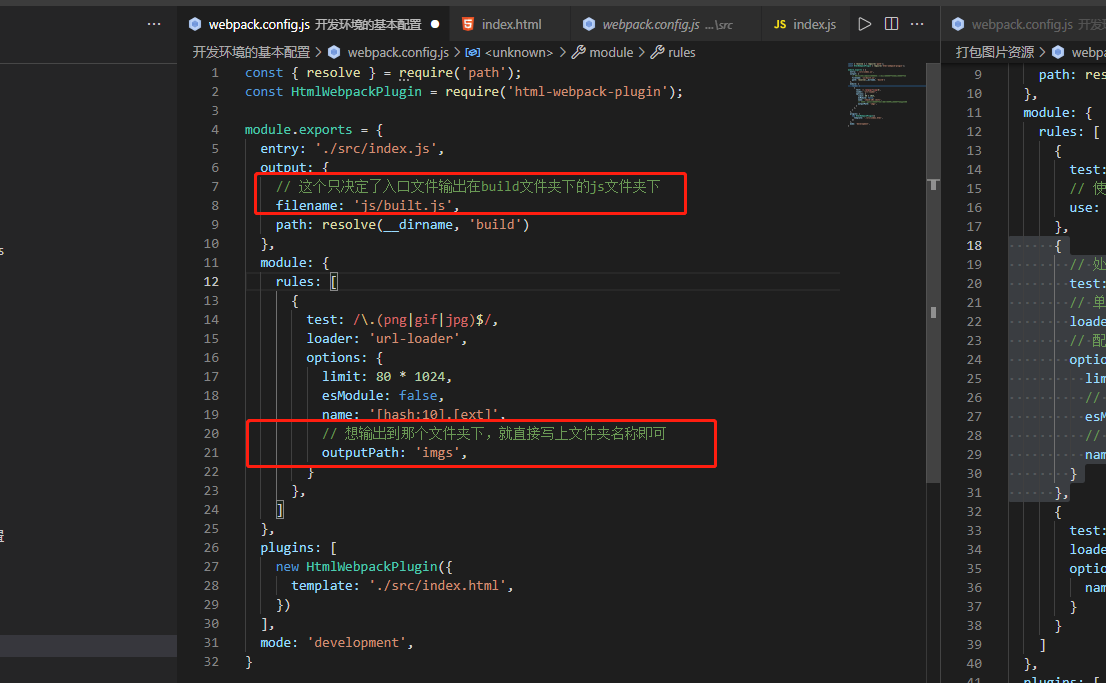 webpack.config.js 开发环境的基本配置
index.html
webpack.config.js ...\src
index.js
webpack.config.js
开发环境的基本配置 > webpack.config.js > <unknown> > module > rules
打包图片资源 >
1 const { resolve } = require('path');
2 const HtmlWebpackPlugin = require('html-webpack-plugin');
3
4 module.exports = {
5 entry: './src/index.js',
6 output: {
7 // 这个只决定了入口文件输出在build文件夹下的js文件夹下
8 filename: 'js/built.js',
9 path: resolve(__dirname, 'build')
10 },
11 module: {
12 rules: [
13 {
14 test: /\.(png|gif|jpg)$/,
15 loader: 'url-loader',
16 options: {
17 limit: 80 * 1024,
18 esModule: false,
19 name: '[hash:10].[ext]',
20 // 想输出到那个文件夹下，就直接写上文件夹名称即可
21 outputPath: 'imgs',
22 }
23 },
24 ]
25 },
26 plugins: [
27 new HtmlWebpackPlugin({
28 template: './src/index.html',
29 })
30 ],
31 mode: 'development',
32 }
9 path: res
10 },
11 module: {
12 rules: [
13 {
14 test:
15 // 使
16 use:
17 },
18 {
19 // 处
20 test:
21 // 单
22 loade
23 // 配
24 optio
25 lim
26 //
27 esM
28 //
29 nam
30 }
31 },
32 {
33 test:
34 loade
35 optio
36 nam
37 }
38 }
39 ]
40 },
41 plugins: [